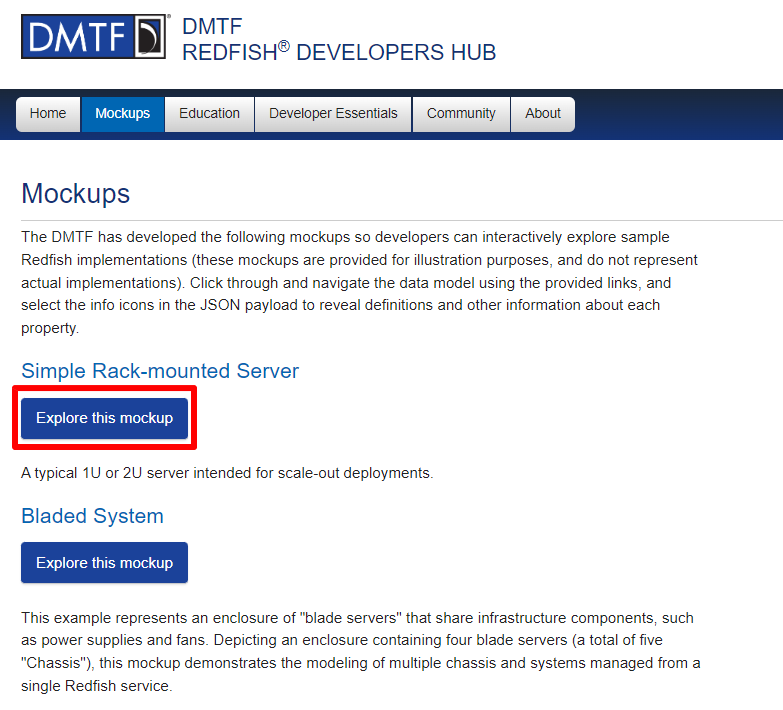 DMTF
®
DMTF
REDFISH® DEVELOPERS HUB
Home
Mockups
Education
Developer Essentials
Community
About
Mockups
The DMTF has developed the following mockups so developers can interactively explore sample
Redfish implementations (these mockups are provided for illustration purposes, and do not represent
actual implementations). Click through and navigate the data model using the provided links, and
select the info icons in the JSON payload to reveal definitions and other information about each
property.
Simple Rack-mounted Server
Explore this mockup
A typical 1U or 2U server intended for scale-out deployments.
Bladed System
Explore this mockup
This example represents an enclosure of "blade servers" that share infrastructure components, such
as power supplies and fans. Depicting an enclosure containing four blade servers (a total of five
"Chassis"), this mockup demonstrates the modeling of multiple chassis and systems managed from a
single Redfish service.